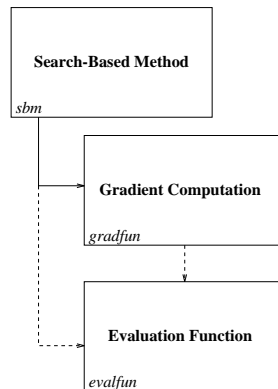 Search-Based Method
sbm
Gradient Computation
gradfun
Evaluation Function
evalfun